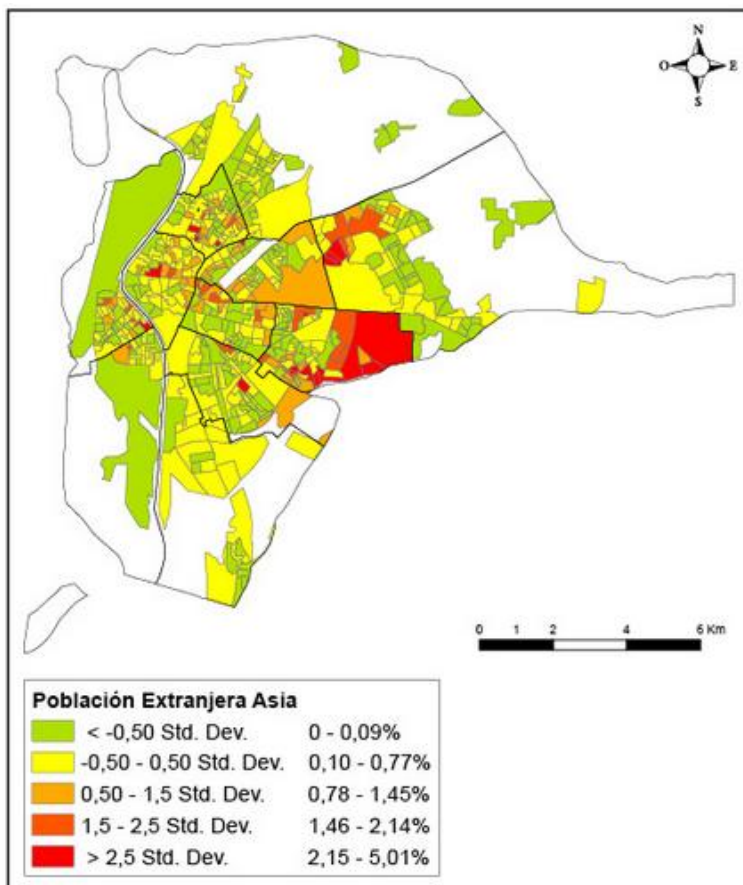 N
O E
S
0 1 2 4 6 Km
Población Extranjera Asia
< -0,50 Std. Dev. 0 - 0,09%
-0,50 - 0,50 Std. Dev. 0,10 - 0,77%
0,50 - 1,5 Std. Dev. 0,78 - 1,45%
1,5 - 2,5 Std. Dev. 1,46 - 2,14%
> 2,5 Std. Dev. 2,15 - 5,01%